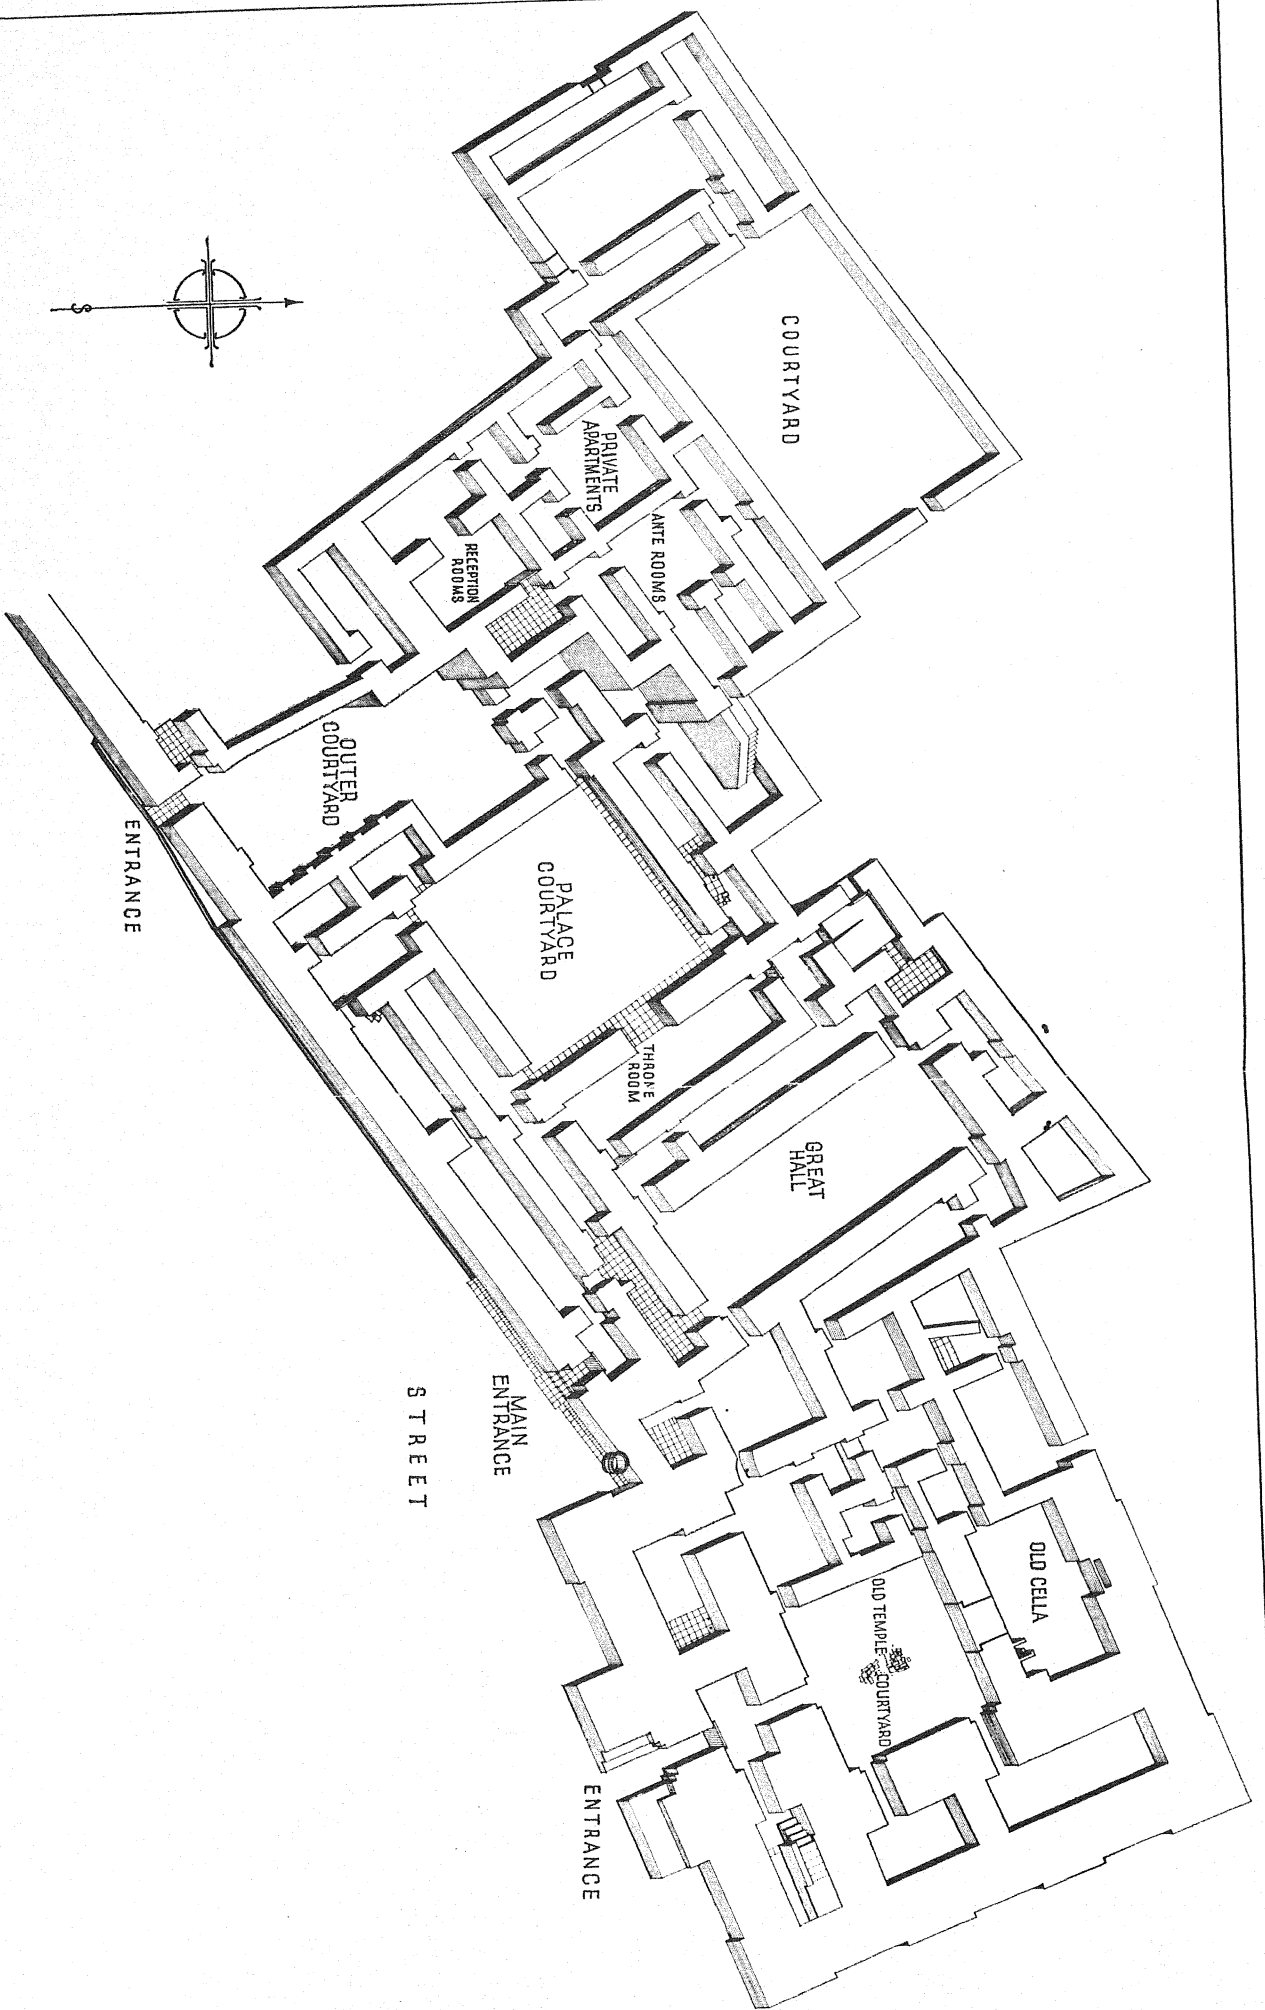 COURTYARD
PRIVATE
APARTMENTS
ANTE ROOMS
RECEPTION
ROOMS
S
OUTER
COURTYARD
ENTRANCE
PALACE
COURTYARD
THRONE
ROOM
GREAT
HALL
MAIN
ENTRANCE
STREET
OLD CELLA
OLD TEMPLE
COURTYARD
ENTRANCE